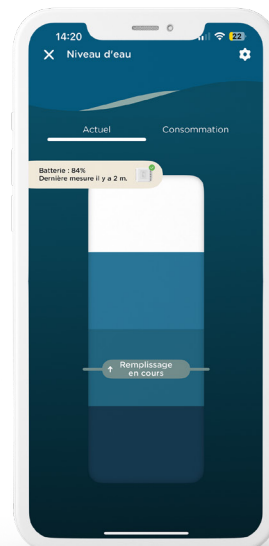 14:20
22
Niveau d'eau
Actuel
Consommation
Batterie : 84%
Dernière mesure il y a 2 m.
Remplissage
en cours